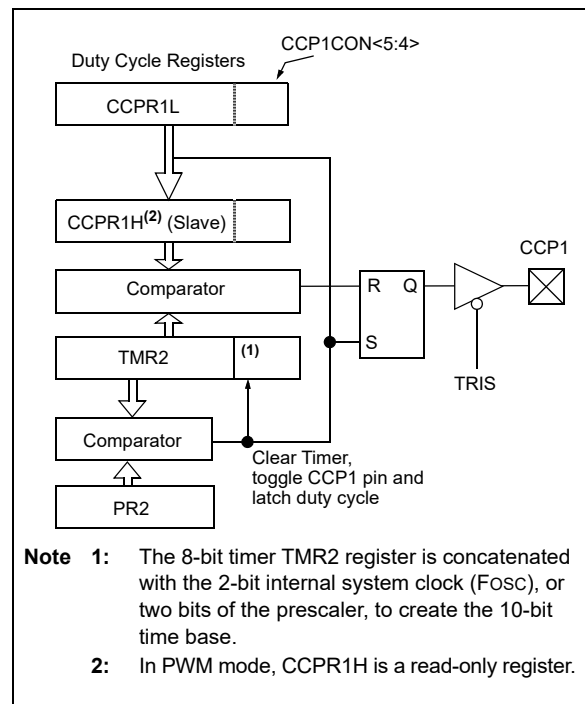 CCP1CON<5:4>
Duty Cycle Registers
CCPR1L
CCPR1H(2) (Slave)
CCP1
Comparator
R Q
TMR2
(1)
S
TRIS
Comparator
Clear Timer,
toggle CCP1 pin and
latch duty cycle
PR2
Note 1: The 8-bit timer TMR2 register is concatenated
with the 2-bit internal system clock (FOSC), or
two bits of the prescaler, to create the 10-bit
time base.
2: In PWM mode, CCPR1H is a read-only register.